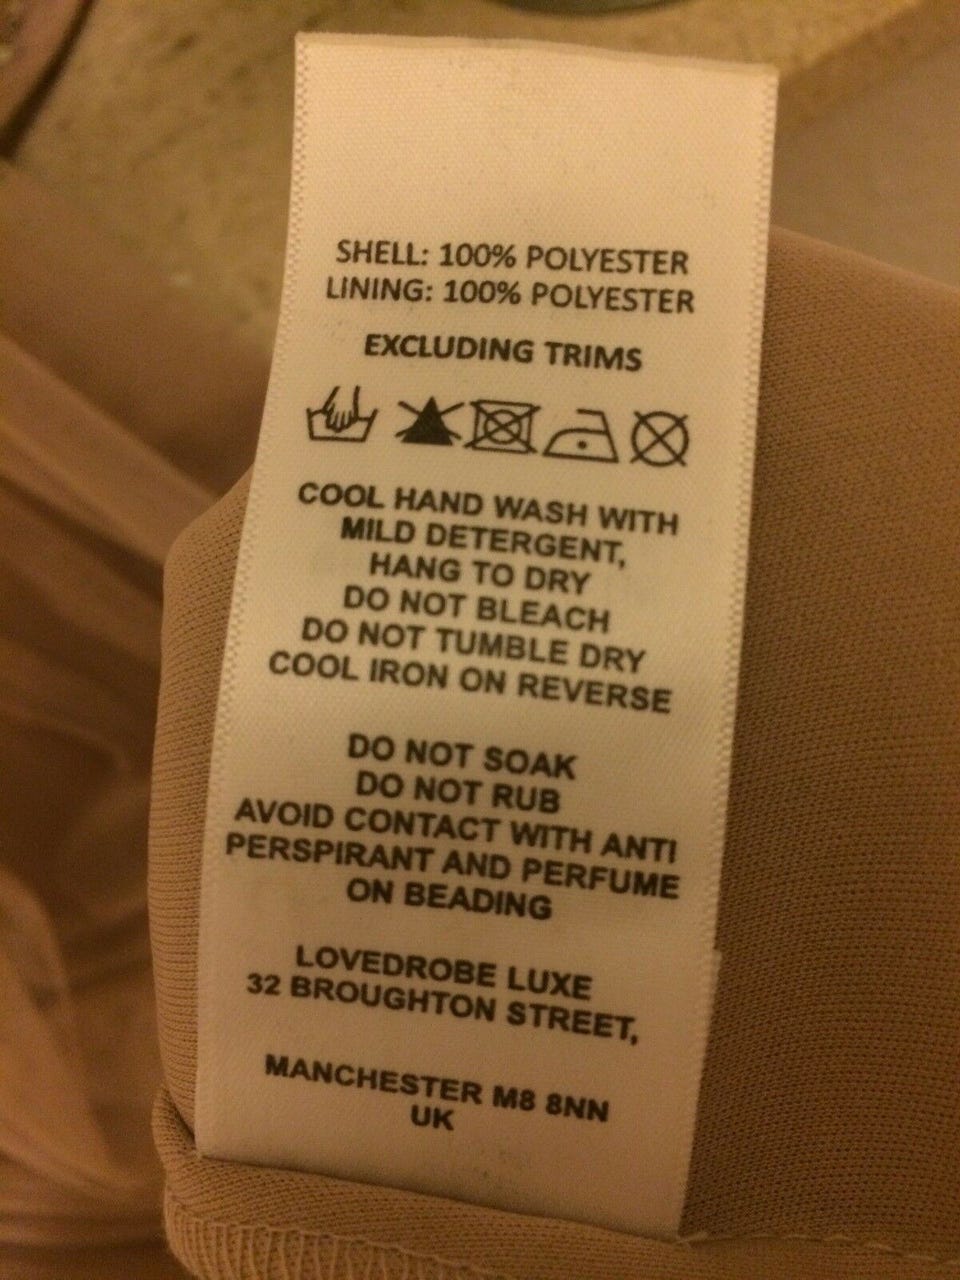 SHELL: 100% POLYESTER
LINING: 100% POLYESTER
EXCLUDING TRIMS
COOL HAND WASH WITH
MILD DETERGENT,
HANG TO DRY
DO NOT BLEACH
DO NOT TUMBLE DRY
COOL IRON ON REVERSE
DO NOT SOAK
DO NOT RUB
AVOID CONTACT WITH ANTI
PERSPIRANT AND PERFUME
ON BEADING
LOVEDROBE LUXE
32 BROUGHTON STREET,
MANCHESTER M8 8NN
UK